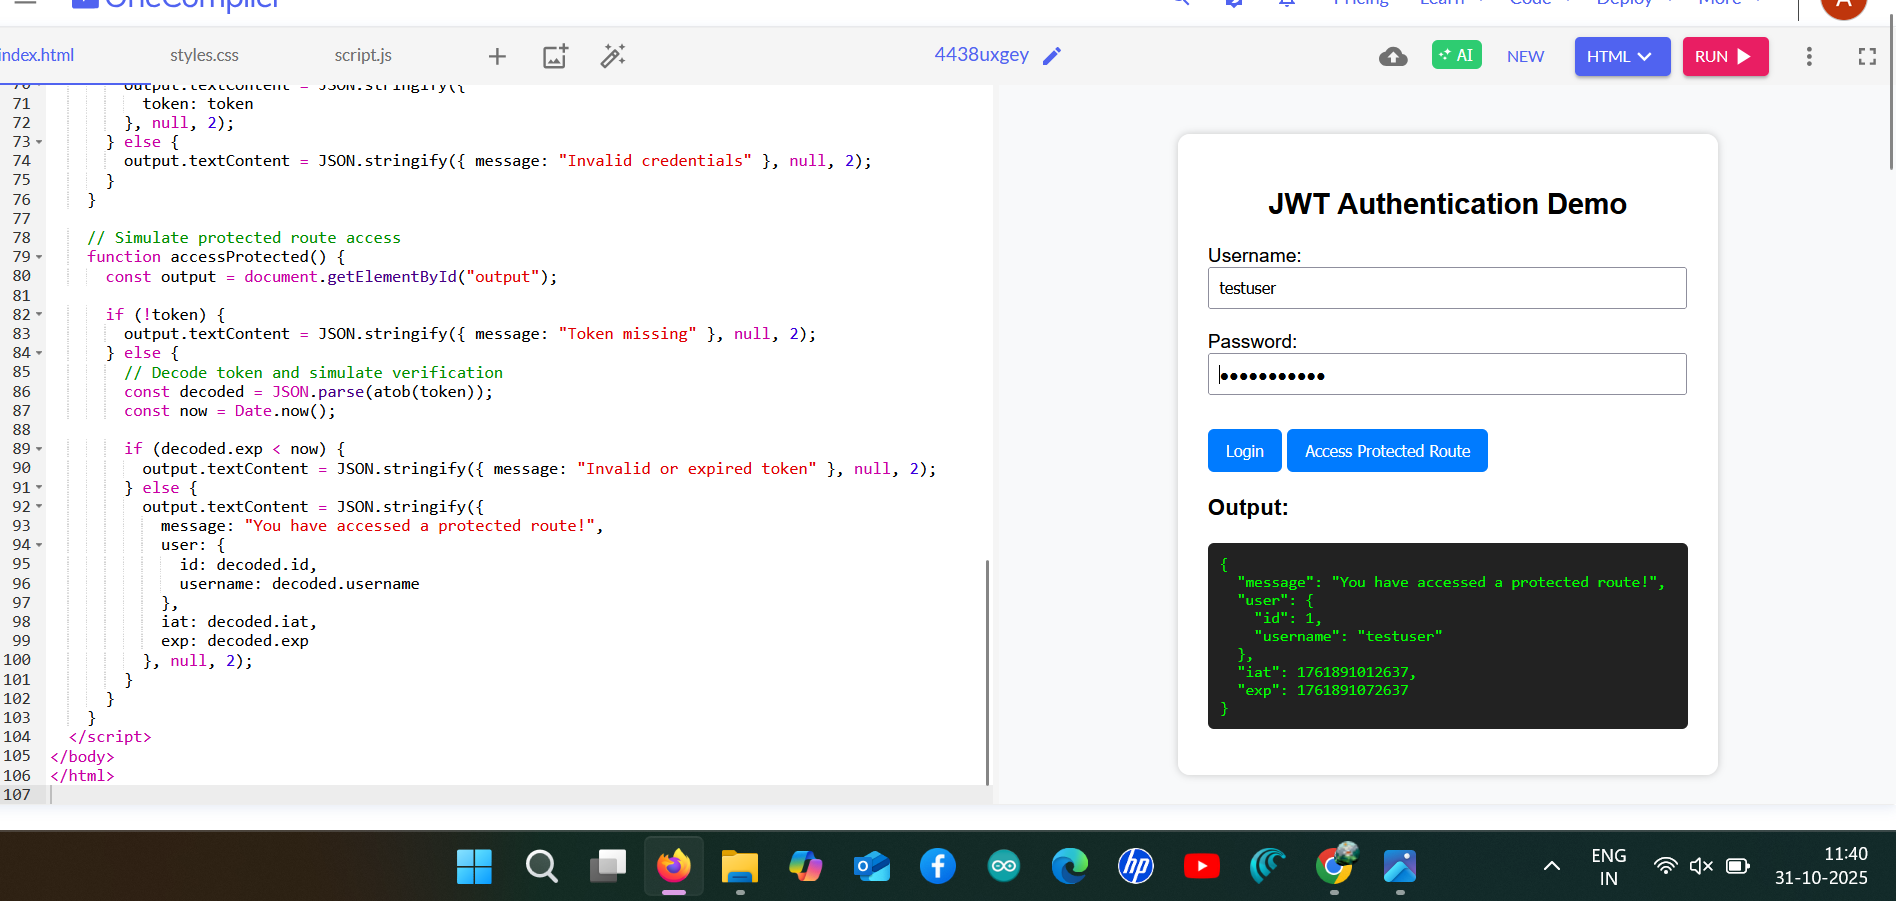 OneCompiler
Pricing
Learn
Code
Deploy
More
A
index.html
styles.css
script.js
4438uxgey
AI
NEW
HTML
RUN
70 output.textContent = JSON.stringify({
71 token: token
72 }, null, 2);
73 } else {
74 output.textContent = JSON.stringify({ message: "Invalid credentials" }, null, 2);
75 }
76 }
77
78 // Simulate protected route access
79 function accessProtected() {
80 const output = document.getElementById("output");
81
82 if (!token) {
83 output.textContent = JSON.stringify({ message: "Token missing" }, null, 2);
84 } else {
85 // Decode token and simulate verification
86 const decoded = JSON.parse(atob(token));
87 const now = Date.now();
88
89 if (decoded.exp < now) {
90 output.textContent = JSON.stringify({ message: "Invalid or expired token" }, null, 2);
91 } else {
92 output.textContent = JSON.stringify({
93 message: "You have accessed a protected route!",
94 user: {
95 id: decoded.id,
96 username: decoded.username
97 },
98 iat: decoded.iat,
99 exp: decoded.exp
100 }, null, 2);
101 }
102 }
103 }
104 </script>
105 </body>
106 </html>
107
JWT Authentication Demo
Username:
testuser
Password:
•••••••••••
Login
Access Protected Route
Output:
{
"message": "You have accessed a protected route!",
"user": {
"id": 1,
"username": "testuser"
},
"iat": 1761891012637,
"exp": 1761891072637
}
hp
ENG
IN
11:40
31-10-2025